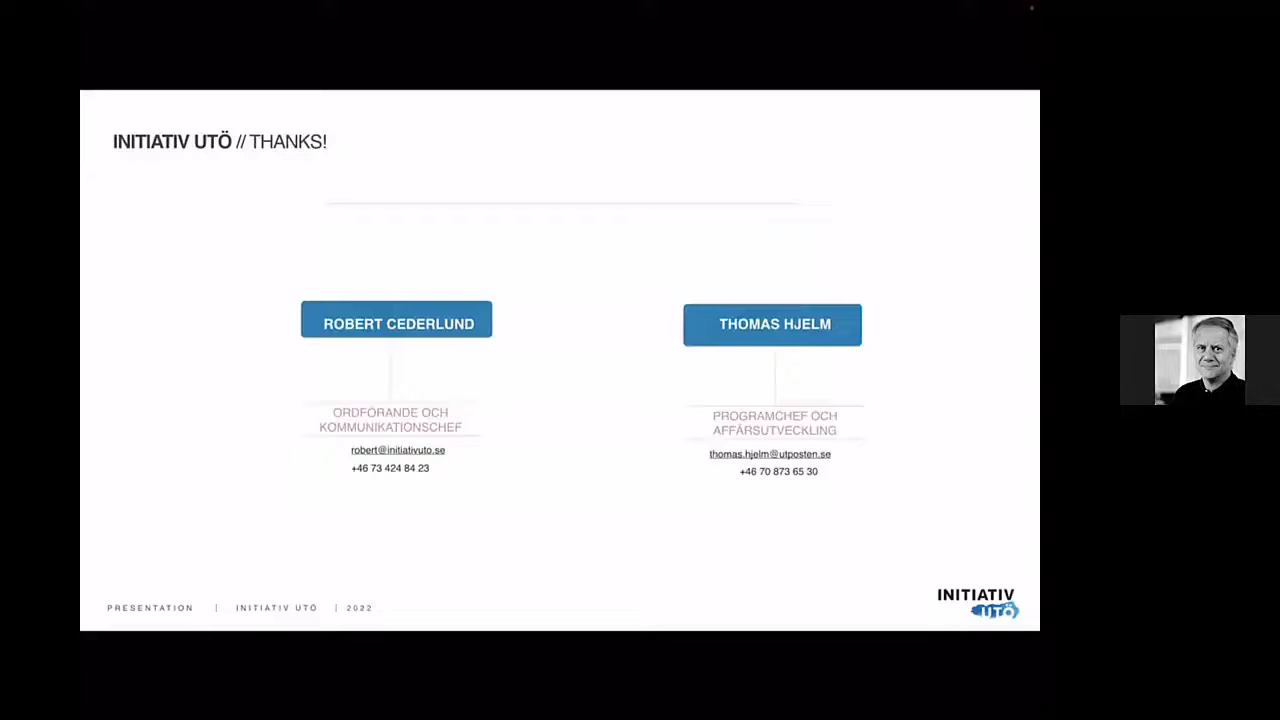 INITIATIV UTÖ // THANKS!
ROBERT CEDERLUND
ORDFÖRANDE OCH
KOMMUNIKATIONSCHEF
robert@initiativuto.se
+46 73 424 84 23
THOMAS HJELM
PROGRAMCHEF OCH
AFFÄRSUTVECKLING
thomas.hjelm@utposten.se
+46 70 873 65 30
PRESENTATION | INITIATIV UTÖ | 2022
INITIATIV
UTÖ